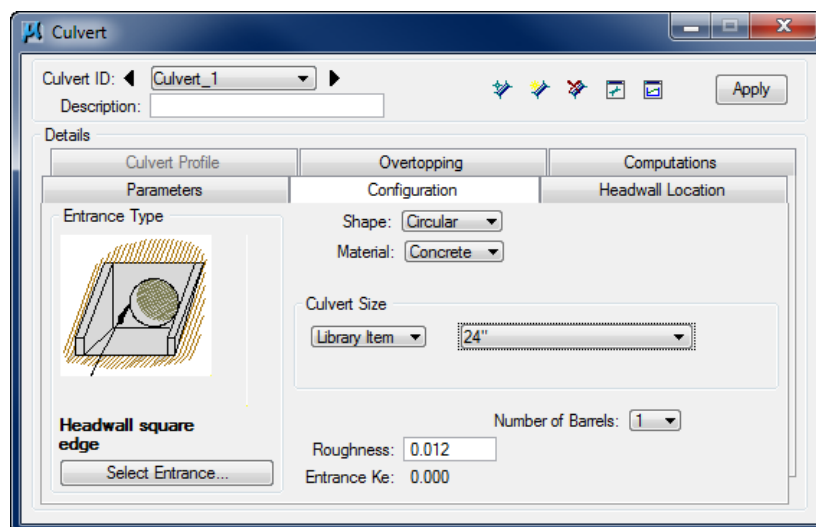 Culvert
Culvert ID: Culvert_1
Apply
Description:
Details
Culvert Profile Overtopping Computations
Parameters Configuration Headwall Location
Entrance Type
Shape: Circular
Material: Concrete
Culvert Size
Library Item 24"
Number of Barrels: 1
Headwall square
edge
Roughness: 0.012
Select Entrance...
Entrance Ke: 0.000